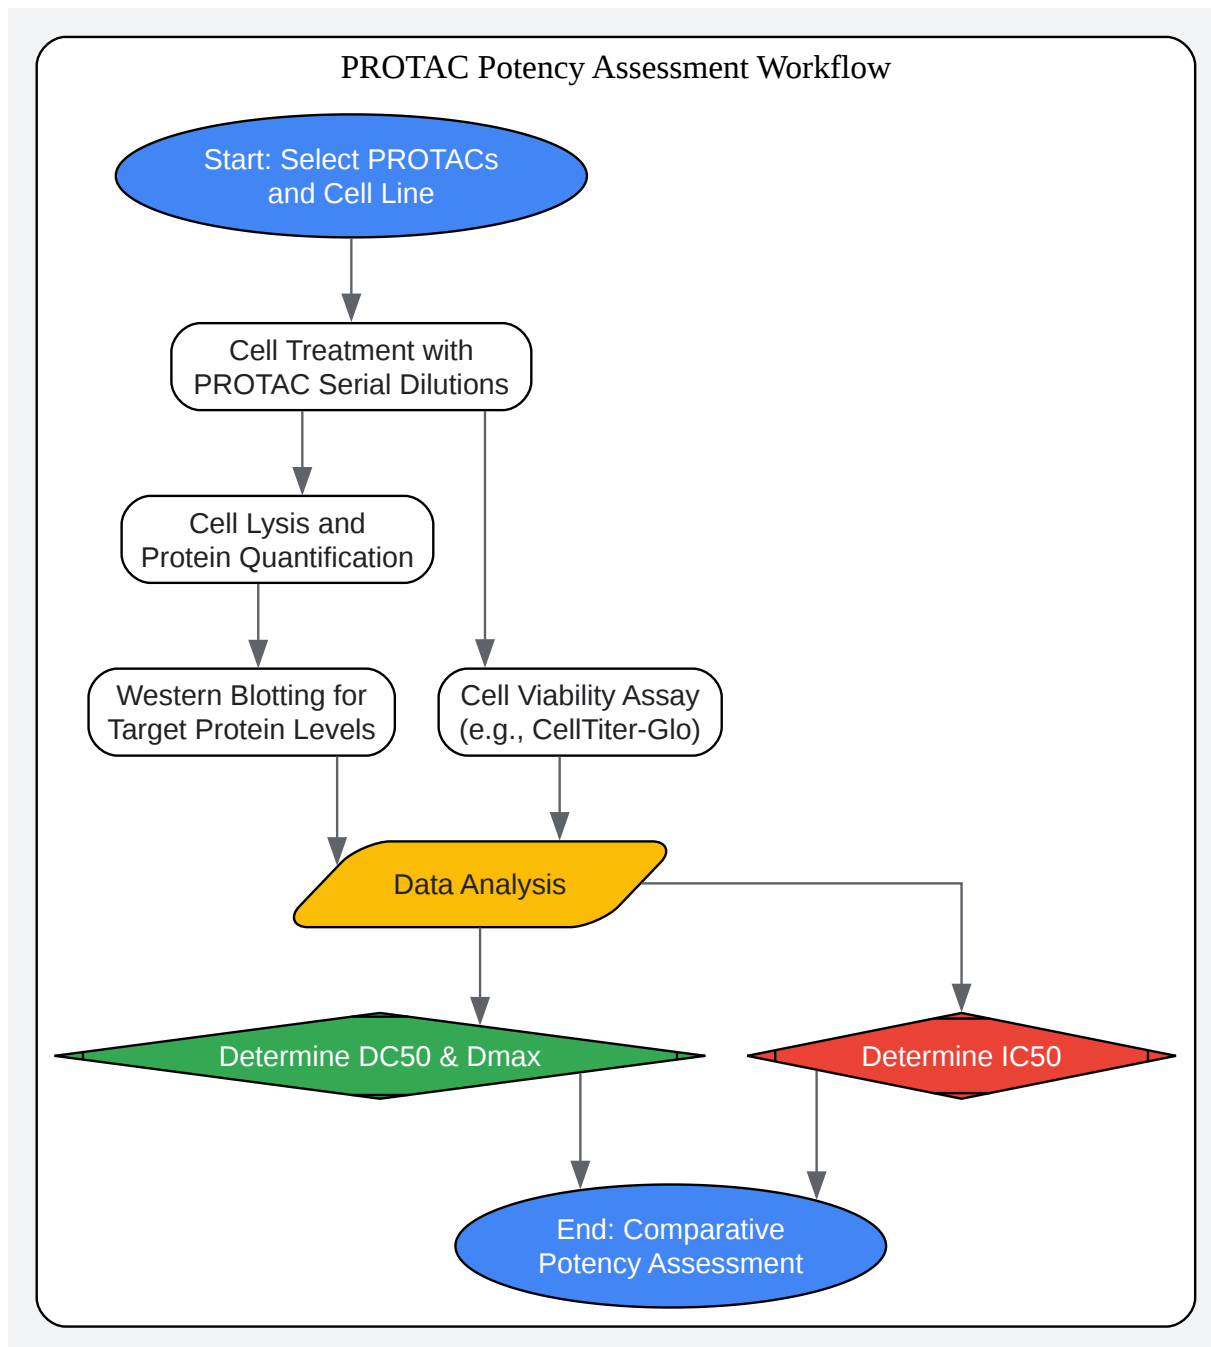 PROTAC Potency Assessment Workflow
Start: Select PROTACs
and Cell Line
Cell Treatment with
PROTAC Serial Dilutions
Cell Lysis and
Protein Quantification
Western Blotting for
Target Protein Levels
Cell Viability Assay
(e.g., CellTiter-Glo)
Data Analysis
Determine DC50 & Dmax
Determine IC50
End: Comparative
Potency Assessment